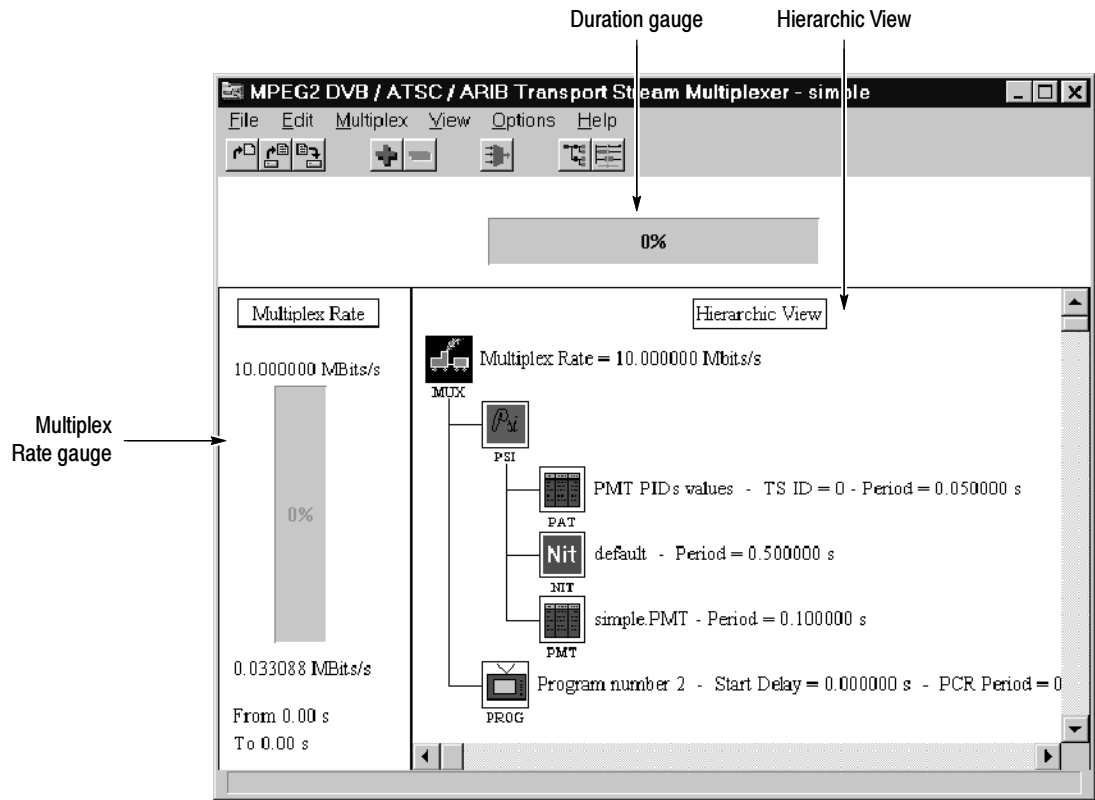 Duration gauge
Hierarchic View
MPEG2 DVB / ATSC / ARIB Transport Stream Multiplexer - simple
File Edit Multiplex View Options Help
0%
Multiplex Rate
10.000000 MBits/s
0%
0.033088 MBits/s
From 0.00 s
To 0.00 s
Multiplex
Rate gauge
Hierarchic View
Multiplex Rate = 10.000000 Mbits/s
MUX
Psi
PSI
PMT PIDs values - TS ID = 0 - Period = 0.050000 s
PAT
Nit
default - Period = 0.500000 s
NIT
simple.PMT - Period = 0.100000 s
PMT
Program number 2 - Start Delay = 0.000000 s - PCR Period = 0
PROG